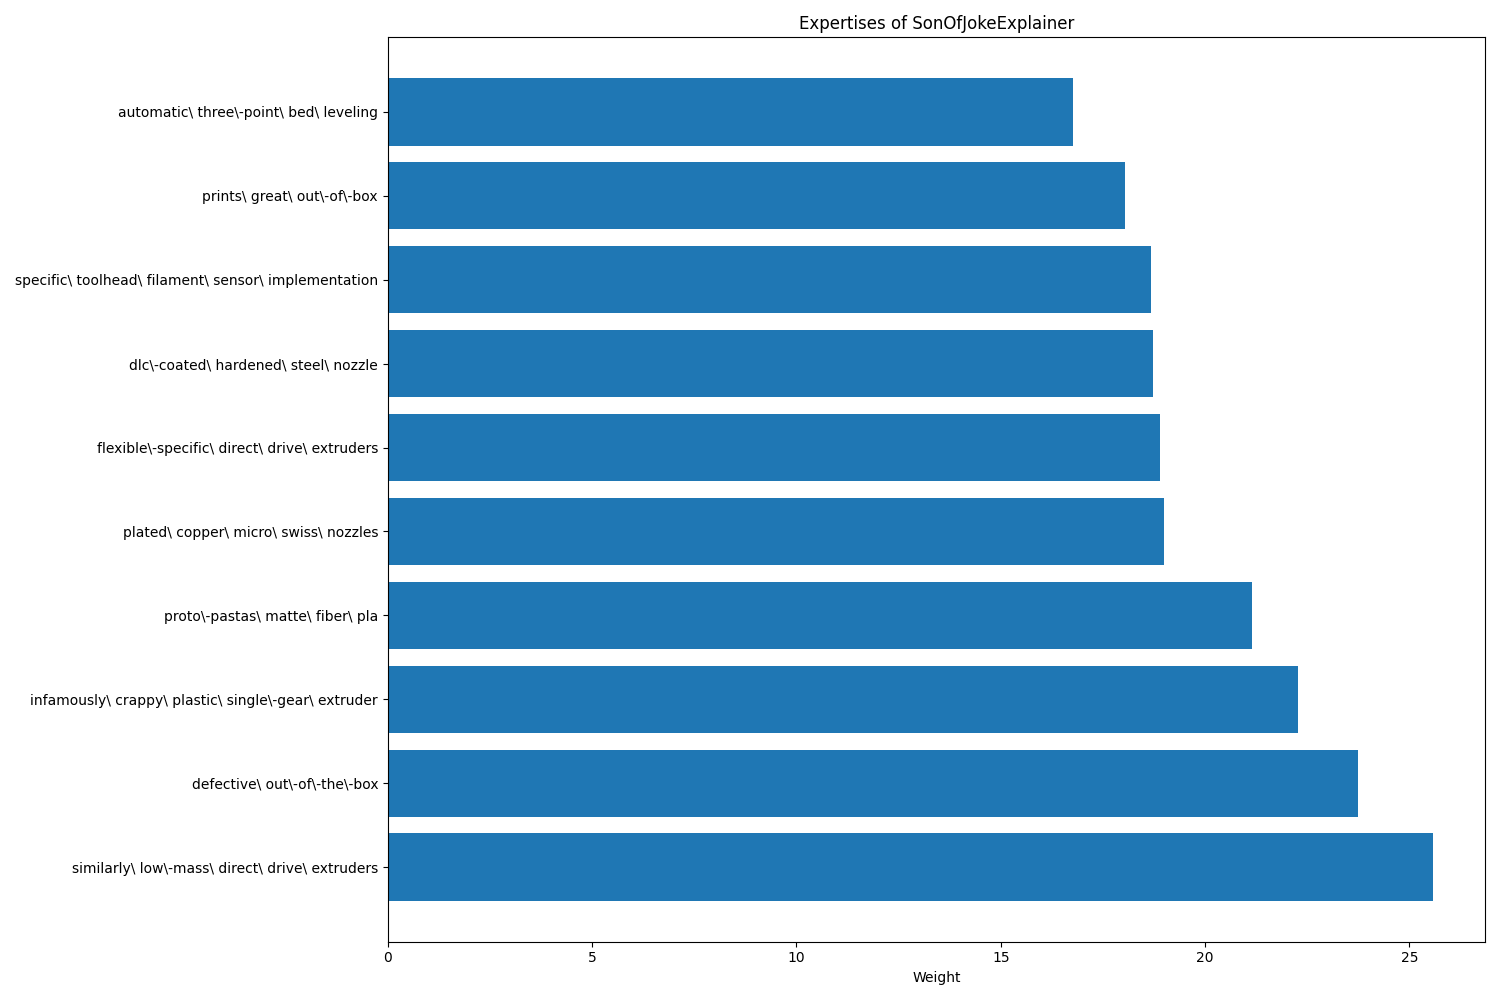 Expertises of SonOfJokeExplainer
automatic\ three\-point\ bed\ leveling
prints\ great\ out\-of\-box
specific\ toolhead\ filament\ sensor\ implementation
dlc\-coated\ hardened\ steel\ nozzle
flexible\-specific\ direct\ drive\ extruders
plated\ copper\ micro\ swiss\ nozzles
proto\-pastas\ matte\ fiber\ pla
infamously\ crappy\ plastic\ single\-gear\ extruder
defective\ out\-of\-the\-box
similarly\ low\-mass\ direct\ drive\ extruders
0 5 10 15 20 25
Weight